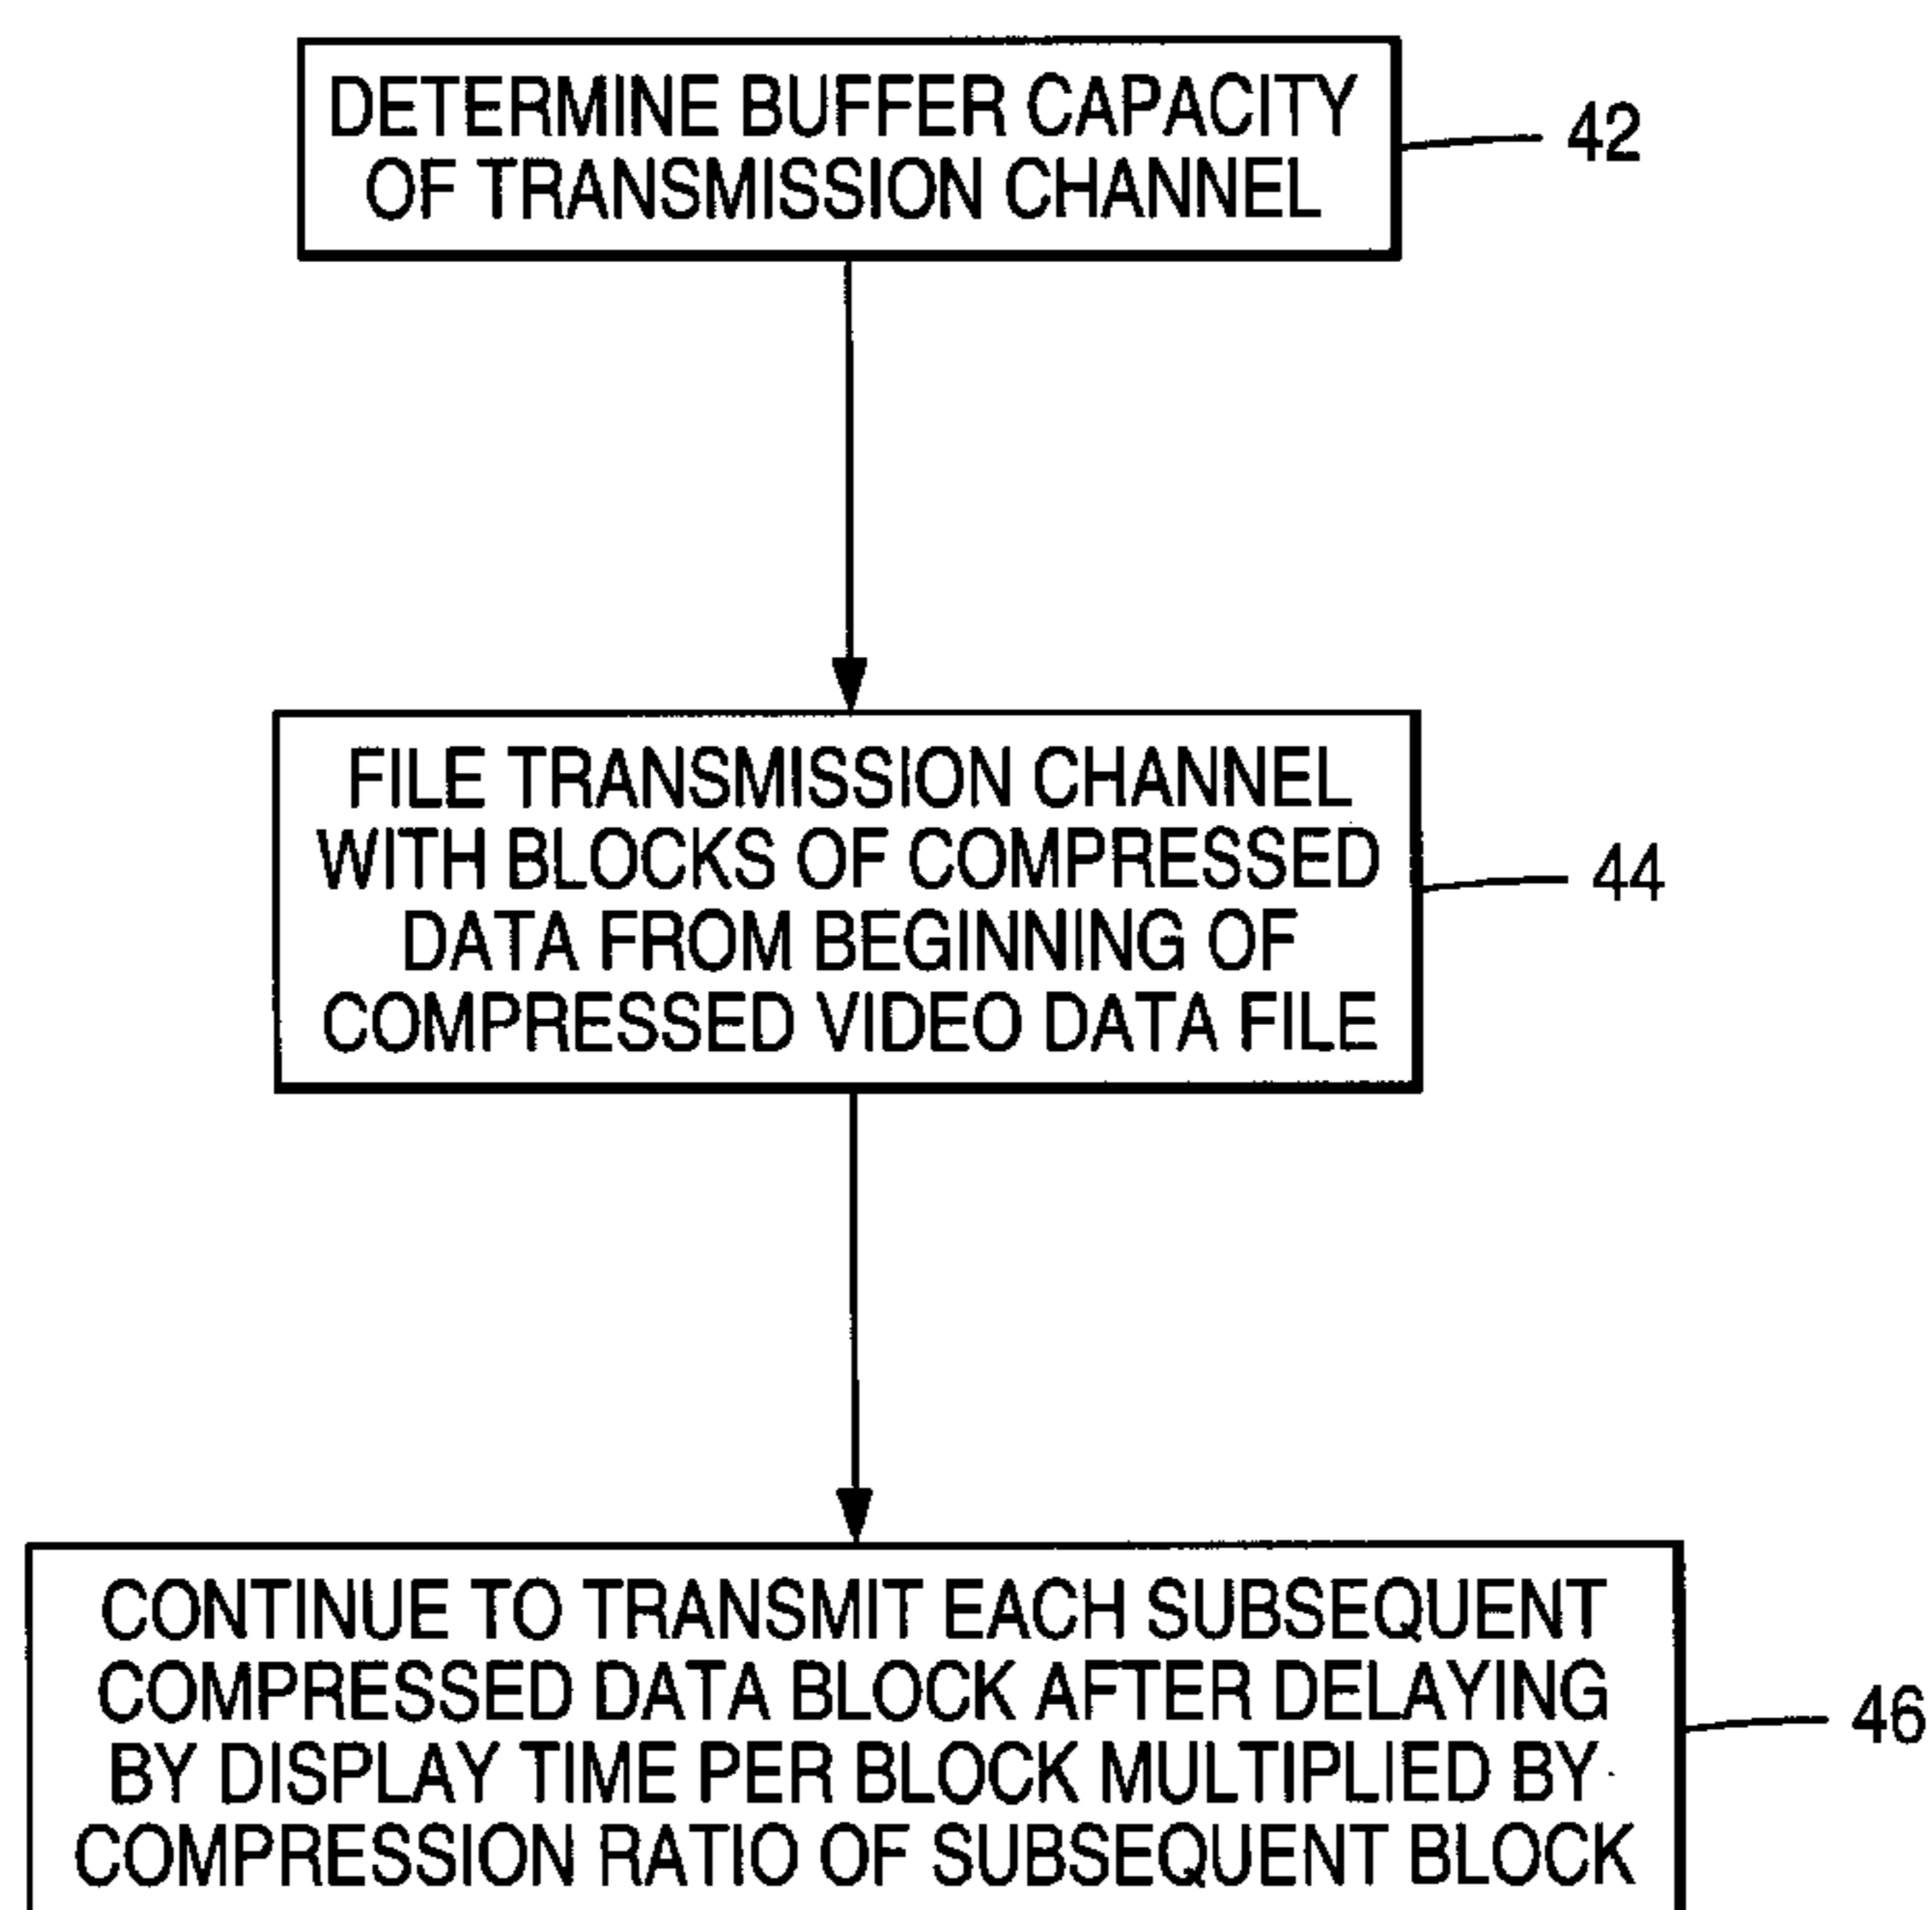 DETERMINE BUFFER CAPACITY
OF TRANSMISSION CHANNEL
42
FILE TRANSMISSION CHANNEL
WITH BLOCKS OF COMPRESSED
DATA FROM BEGINNING OF
COMPRESSED VIDEO DATA FILE
44
CONTINUE TO TRANSMIT EACH SUBSEQUENT
COMPRESSED DATA BLOCK AFTER DELAYING
BY DISPLAY TIME PER BLOCK MULTIPLIED BY
COMPRESSION RATIO OF SUBSEQUENT BLOCK
46